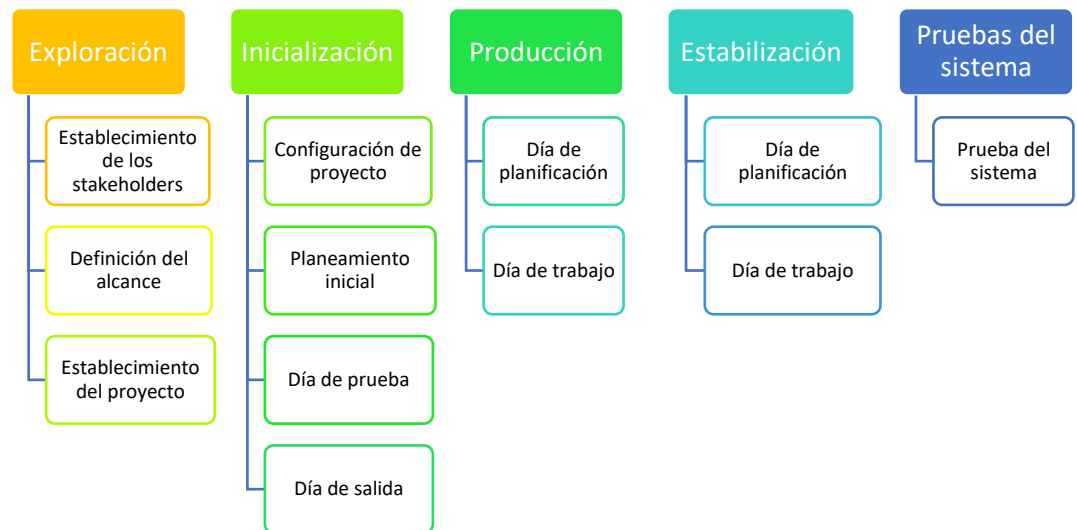 Exploración
Establecimiento
de los
stakeholders
Definición del
alcance
Establecimiento
del proyecto
Inicialización
Configuración de
proyecto
Planeamiento
inicial
Día de prueba
Día de salida
Producción
Día de
planificación
Día de trabajo
Estabilización
Día de
planificación
Día de trabajo
Pruebas del
sistema
Prueba del
sistema